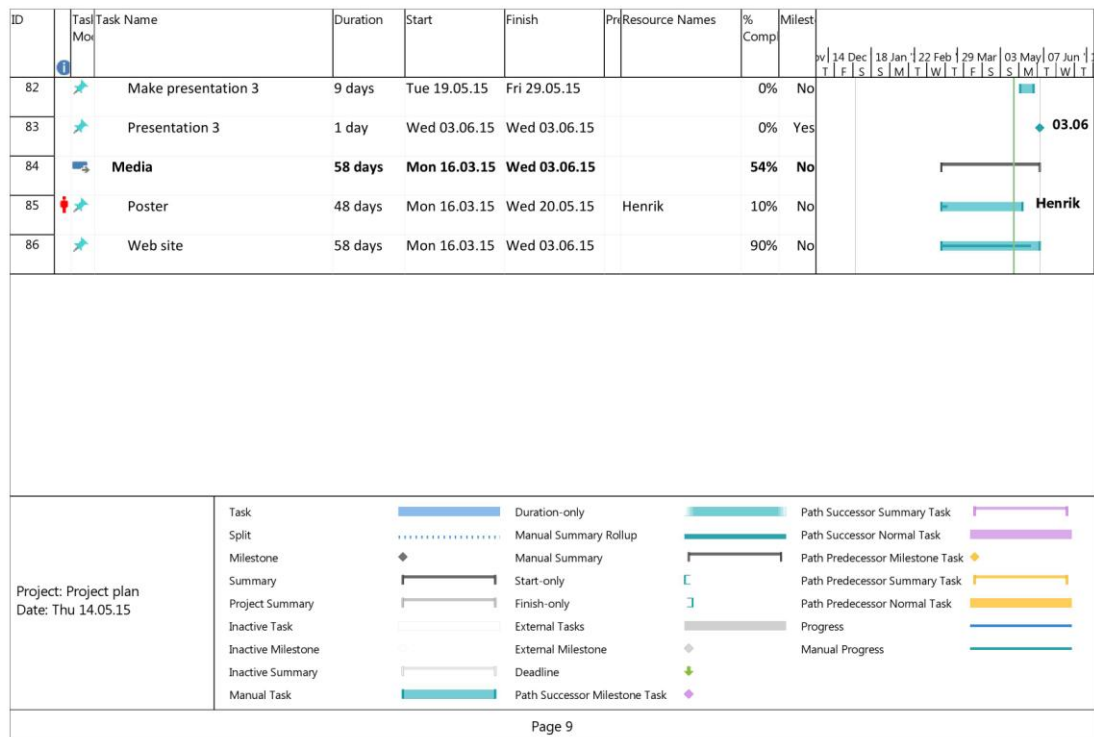 ID Tasl Task Name Duration Start Finish Pre Resource Names % Milest
Mod Compl
ov 14 Dec 18 Jan '1 22 Feb '1 29 Mar 03 May 07 Jun '1
T F S S M T W T F S S M T W T
82 Make presentation 3 9 days Tue 19.05.15 Fri 29.05.15 0% No
83 Presentation 3 1 day Wed 03.06.15 Wed 03.06.15 0% Yes 03.06
84 Media 58 days Mon 16.03.15 Wed 03.06.15 54% No
85 Poster 48 days Mon 16.03.15 Wed 20.05.15 Henrik 10% No Henrik
86 Web site 58 days Mon 16.03.15 Wed 03.06.15 90% No
Project: Project plan
Date: Thu 14.05.15
Task
Split
Milestone
Summary
Project Summary
Inactive Task
Inactive Milestone
Inactive Summary
Manual Task
Duration-only
Manual Summary Rollup
Manual Summary
Start-only
Finish-only
External Tasks
External Milestone
Deadline
Path Successor Milestone Task
Path Successor Summary Task
Path Successor Normal Task
Path Predecessor Milestone Task
Path Predecessor Summary Task
Path Predecessor Normal Task
Progress
Manual Progress
Page 9